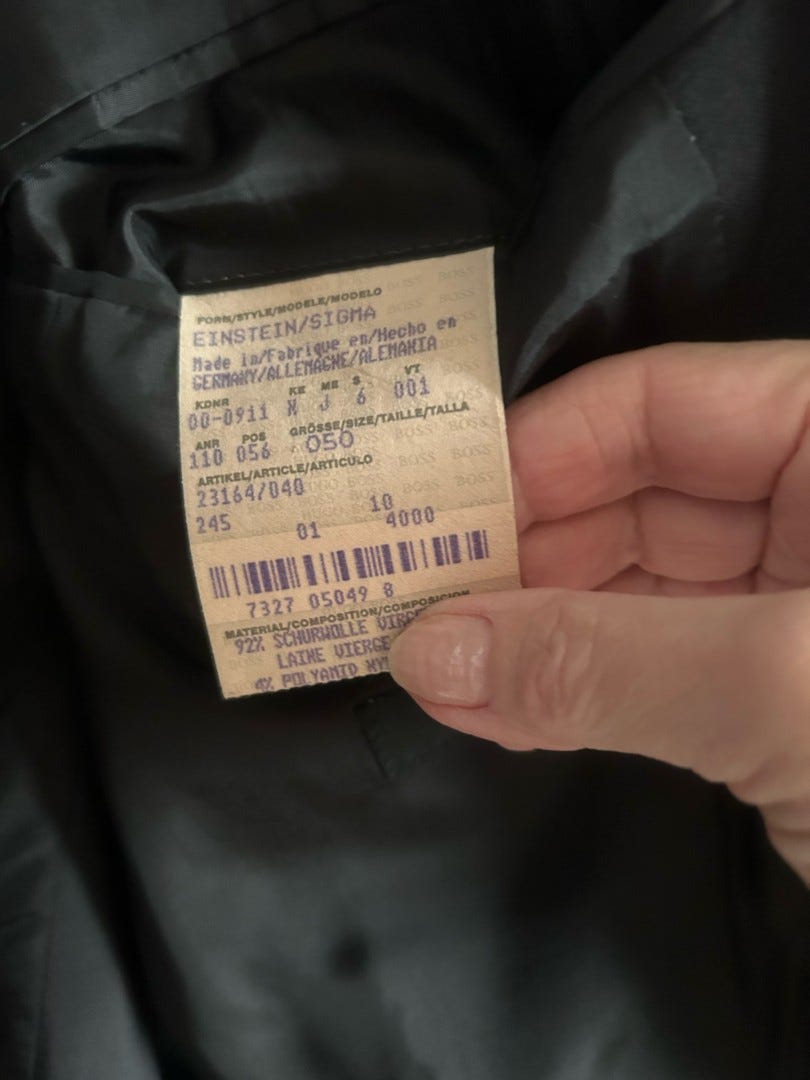 FORM/STYLE/MODELE/MODELO
EINSTEIN/SIGMA
Made in/Fabrique en/Hecho en
GERMANY/ALLEMAGNE/ALEMANIA
KDNR KE ME S VT
00-0911 N J 6 001
ANR POS GRÖSSE/SIZE/TAILLE/TALLA
110 056 050
ARTIKEL/ARTICLE/ARTICULO
23164/040
245 01 10 4000
7327 05049 8
MATERIAL/COMPOSITION/COMPOSICION
92% SCHURWOLLE
LAINE VIERGE
4% POLYAMID